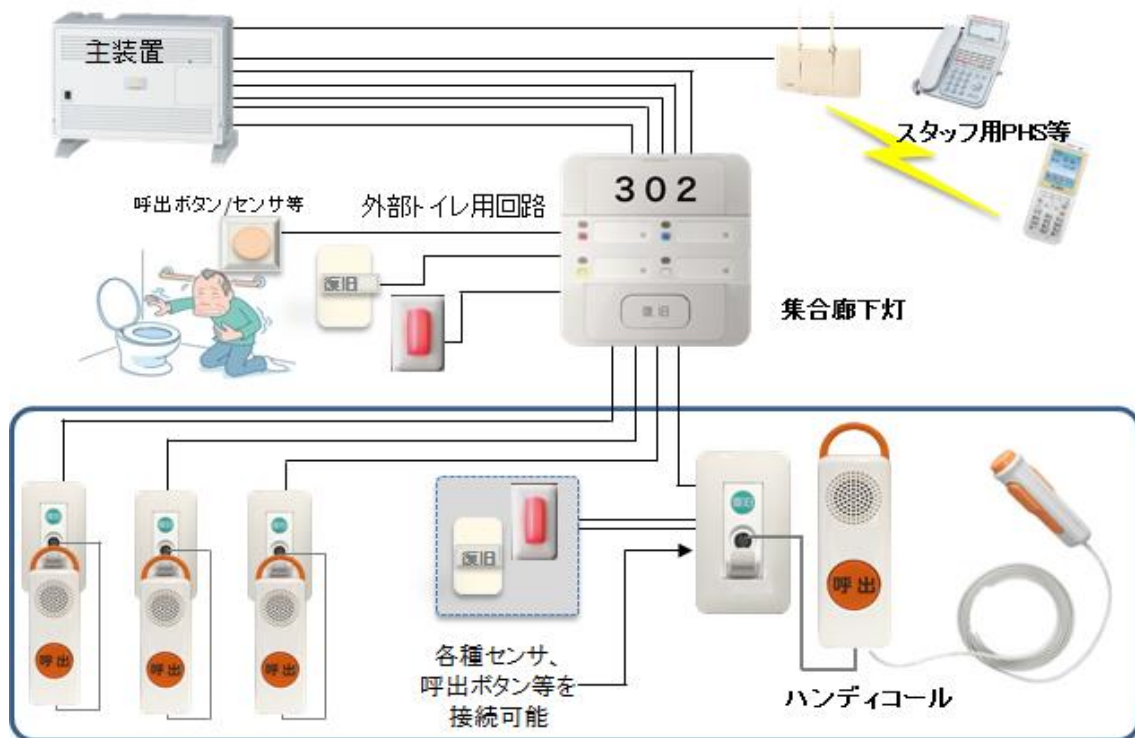 主装置
スタッフ用PHS等
302
呼出ボタン/センサ等
外部トイレ用回路
復旧
復旧
集合廊下灯
復旧
呼出
復旧
呼出
呼出
呼出
各種センサ、
呼出ボタン等を
接続可能
ハンディコール